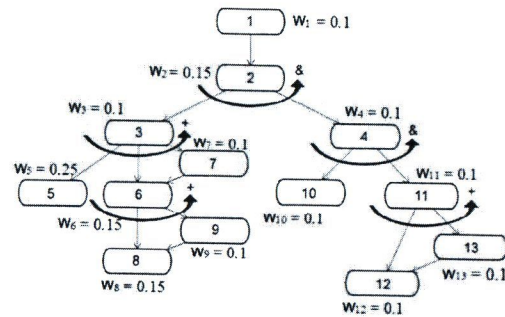 1 W₁ = 0.1
W₂ = 0.15 2 &
W₃ = 0.1 W₄ = 0.1
3 + 4 &
W₇ = 0.1
W₅ = 0.25 7 W₁₁ = 0.1
5 6 + 10 11 +
W₆ = 0.15 9 W₁₀ = 0.1 13
8 W₉ = 0.1 12 W₁₃ = 0.1
W₈ = 0.15 W₁₂ = 0.1